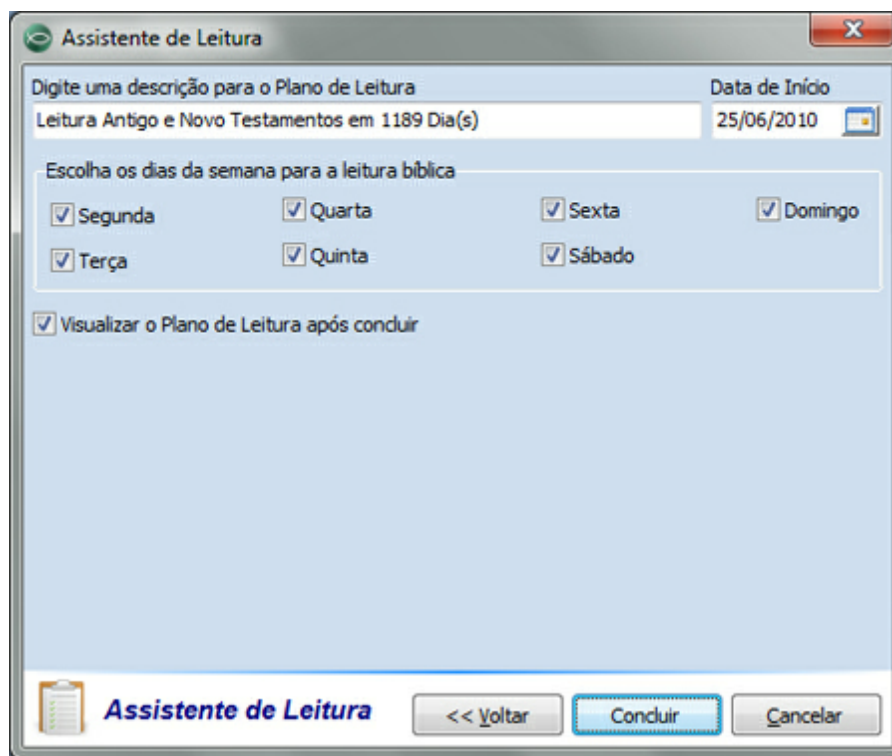 Assistente de Leitura
Digite uma descrição para o Plano de Leitura
Data de Início
Leitura Antigo e Novo Testamentos em 1189 Dia(s)
25/06/2010
Escolha os dias da semana para a leitura bíblica
Segunda
Quarta
Sexta
Domingo
Terça
Quinta
Sábado
Visualizar o Plano de Leitura após concluir
Assistente de Leitura
<< Voltar
Concluir
Cancelar